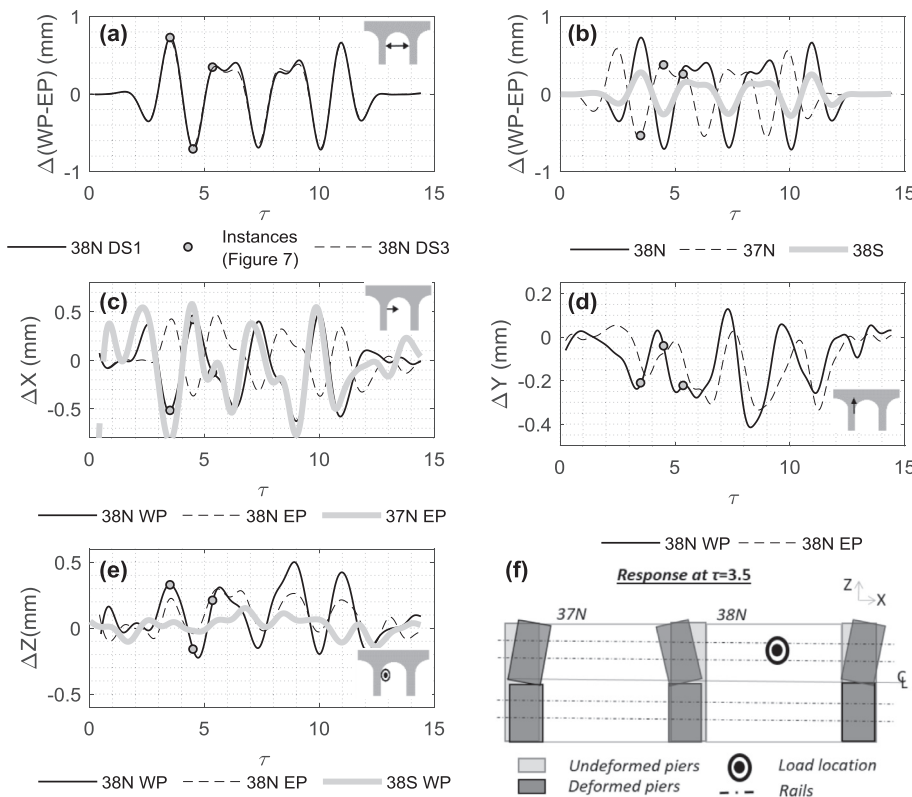 (a)
Δ(WP-EP) (mm)
1
0
-1
0 5 10 15
τ
38N DS1 Instances (Figure 7) 38N DS3
(b)
Δ(WP-EP) (mm)
1
0
-1
0 5 10 15
τ
38N 37N 38S
(c)
ΔX (mm)
0.5
0
-0.5
0 5 10 15
τ
38N WP 38N EP 37N EP
(d)
ΔY (mm)
0.2
0
-0.2
-0.4
0 5 10 15
τ
38N WP 38N EP
(e)
ΔZ(mm)
0.5
0
-0.5
0 5 10 15
τ
38N WP 38N EP 38S WP
(f)
Response at τ=3.5
Z
X
37N 38N
℄
Undeformed piers
Deformed piers
Load location
Rails